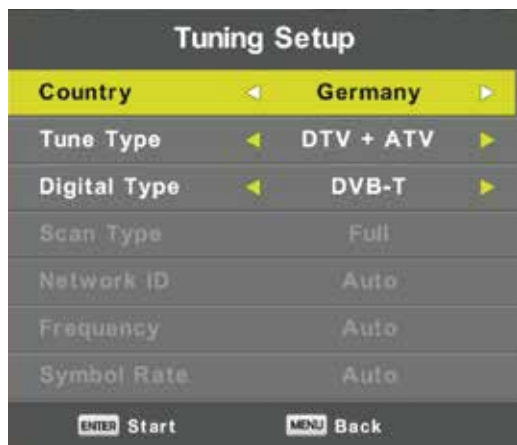 Tuning Setup
Country Germany
Tune Type DTV + ATV
Digital Type DVB-T
Scan Type Full
Network ID Auto
Frequency Auto
Symbol Rate Auto
ENTER Start MENU Back